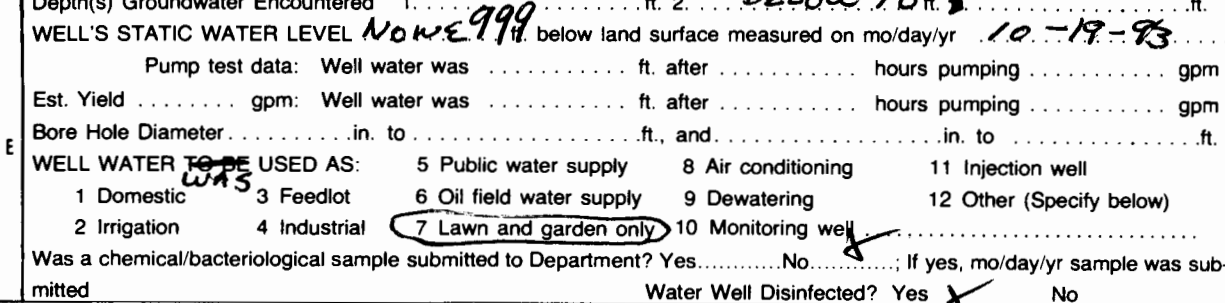 Depth(s) Groundwater Encountered 1. ft. 2. ft. 3. ft.
WELL'S STATIC WATER LEVEL NONE 999 ft. below land surface measured on mo/day/yr 10-19-93
Pump test data: Well water was ............ ft. after ............ hours pumping ............ gpm
Est. Yield ........ gpm: Well water was ............ ft. after ............ hours pumping ............ gpm
Bore Hole Diameter ............ in. to ............ ft., and ............ in. to ............ ft.
E
WELL WATER TO BE USED AS: 5 Public water supply 8 Air conditioning 11 Injection well
WAS
1 Domestic 3 Feedlot 6 Oil field water supply 9 Dewatering 12 Other (Specify below)
2 Irrigation 4 Industrial 7 Lawn and garden only 10 Monitoring well ............
Was a chemical/bacteriological sample submitted to Department? Yes............No............; If yes, mo/day/yr sample was sub-
mitted Water Well Disinfected? Yes ✓ No